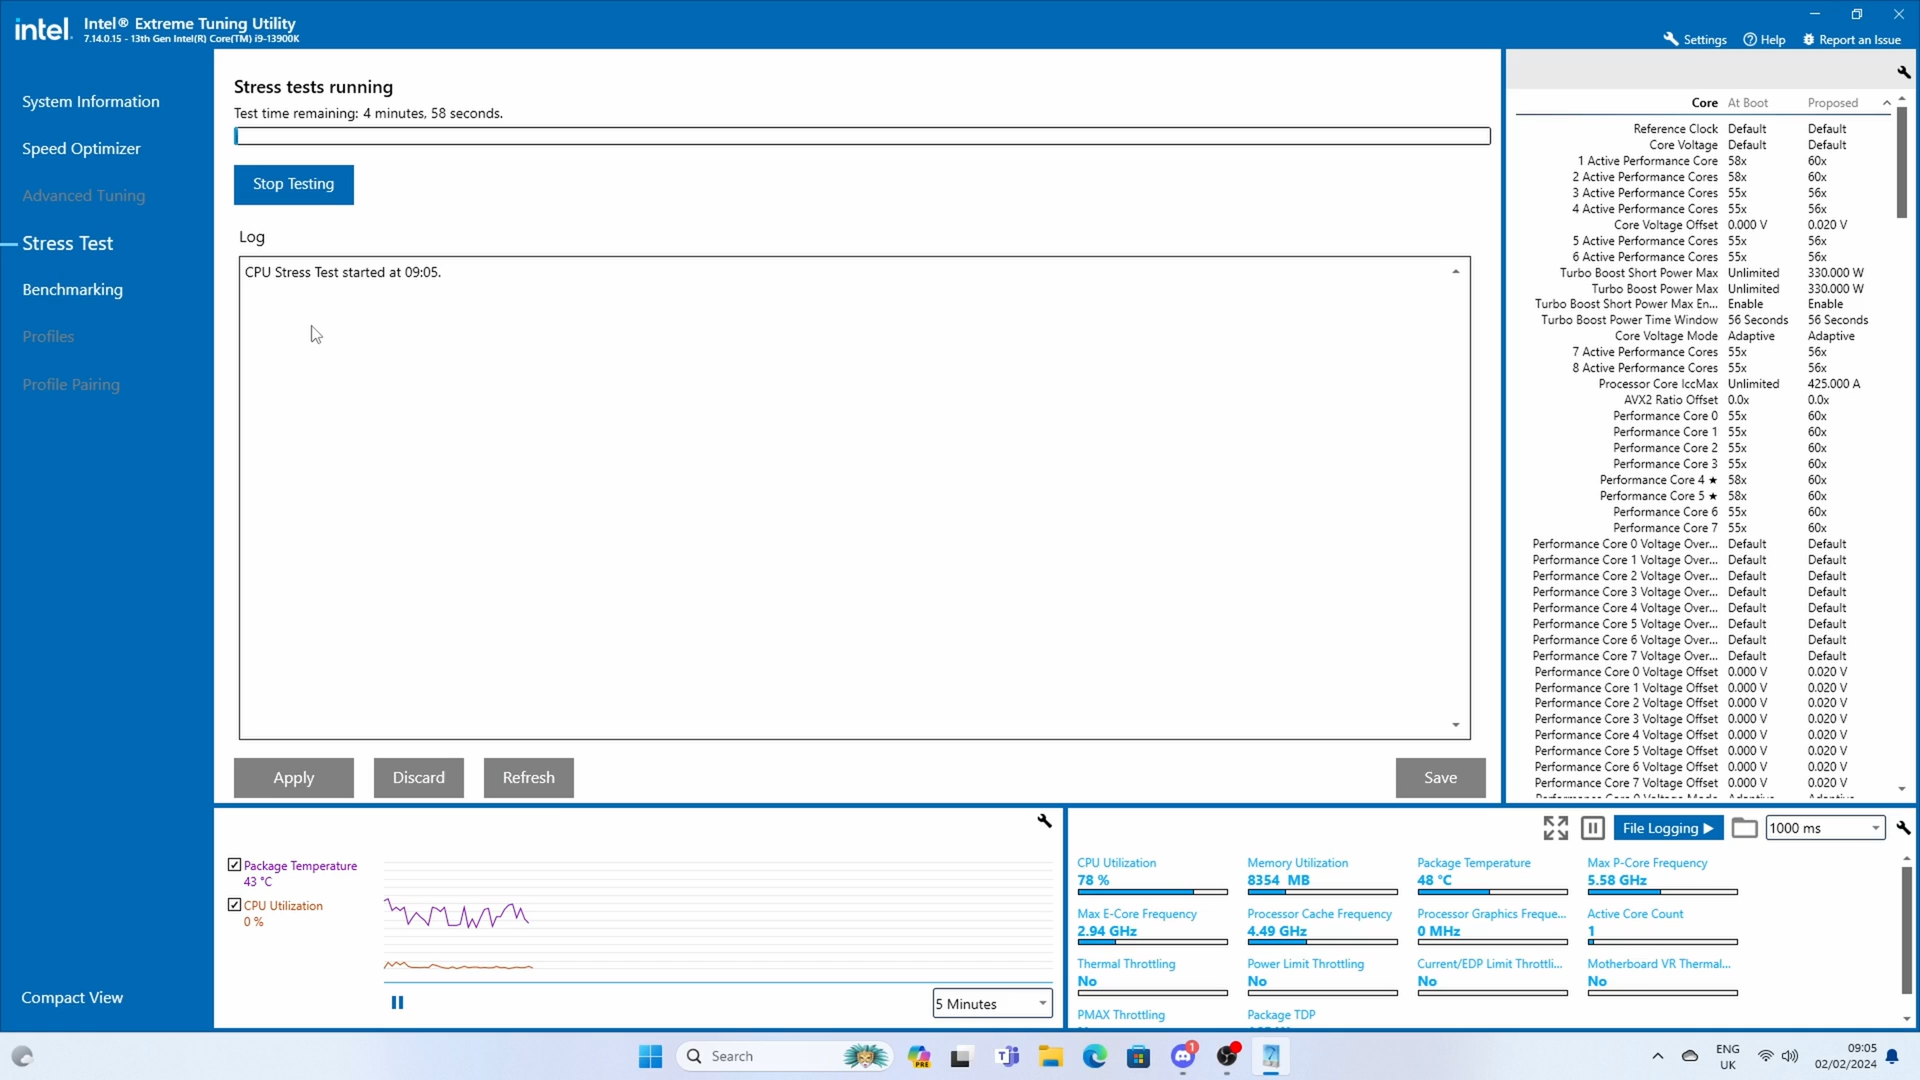 intel.
Intel® Extreme Tuning Utility
7.14.0.15 - 13th Gen Intel(R) Core(TM) i9-13900K
Settings
Help
Report an Issue
System Information
Speed Optimizer
Advanced Tuning
Stress Test
Benchmarking
Profiles
Profile Pairing
Compact View
Stress tests running
Test time remaining: 4 minutes, 58 seconds.
Stop Testing
Log
CPU Stress Test started at 09:05.
Apply
Discard
Refresh
Save
Core At Boot Proposed
Reference Clock Default Default
Core Voltage Default Default
1 Active Performance Core 58x 60x
2 Active Performance Cores 58x 60x
3 Active Performance Cores 55x 56x
4 Active Performance Cores 55x 56x
Core Voltage Offset 0.000 V 0.020 V
5 Active Performance Cores 55x 56x
6 Active Performance Cores 55x 56x
Turbo Boost Short Power Max Unlimited 330.000 W
Turbo Boost Power Max Unlimited 330.000 W
Turbo Boost Short Power Max En... Enable Enable
Turbo Boost Power Time Window 56 Seconds 56 Seconds
Core Voltage Mode Adaptive Adaptive
7 Active Performance Cores 55x 56x
8 Active Performance Cores 55x 56x
Processor Core IccMax Unlimited 425.000 A
AVX2 Ratio Offset 0.0x 0.0x
Performance Core 0 55x 60x
Performance Core 1 55x 60x
Performance Core 2 55x 60x
Performance Core 3 55x 60x
Performance Core 4 ★ 58x 60x
Performance Core 5 ★ 58x 60x
Performance Core 6 55x 60x
Performance Core 7 55x 60x
Performance Core 0 Voltage Over... Default Default
Performance Core 1 Voltage Over... Default Default
Performance Core 2 Voltage Over... Default Default
Performance Core 3 Voltage Over... Default Default
Performance Core 4 Voltage Over... Default Default
Performance Core 5 Voltage Over... Default Default
Performance Core 6 Voltage Over... Default Default
Performance Core 7 Voltage Over... Default Default
Performance Core 0 Voltage Offset 0.000 V 0.020 V
Performance Core 1 Voltage Offset 0.000 V 0.020 V
Performance Core 2 Voltage Offset 0.000 V 0.020 V
Performance Core 3 Voltage Offset 0.000 V 0.020 V
Performance Core 4 Voltage Offset 0.000 V 0.020 V
Performance Core 5 Voltage Offset 0.000 V 0.020 V
Performance Core 6 Voltage Offset 0.000 V 0.020 V
Performance Core 7 Voltage Offset 0.000 V 0.020 V
Package Temperature
43 °C
CPU Utilization
0 %
5 Minutes
File Logging
1000 ms
CPU Utilization
78 %
Memory Utilization
8354 MB
Package Temperature
48 °C
Max P-Core Frequency
5.58 GHz
Max E-Core Frequency
2.94 GHz
Processor Cache Frequency
4.49 GHz
Processor Graphics Freque...
0 MHz
Active Core Count
1
Thermal Throttling
No
Power Limit Throttling
No
Current/EDP Limit Throttli...
No
Motherboard VR Thermal...
No
PMAX Throttling
Package TDP
Search
PRE
1
ENG
UK
09:05
02/02/2024